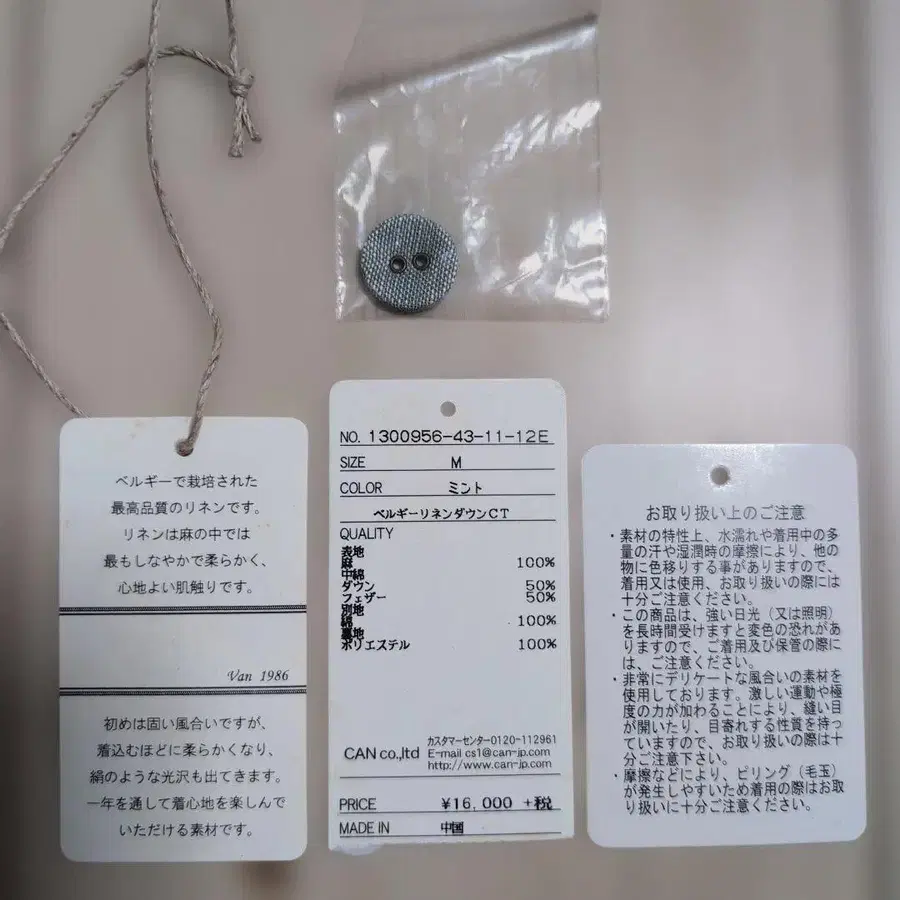 ベルギーで栽培された
最高品質のリネンです。
リネンは麻の中では
最もしなやかで柔らかく、
心地よい肌触りです。
Van 1986
初めは固い風合いですが、
着込むほどに柔らかくなり、
絹のような光沢も出てきます。
一年を通して着心地を楽しんで
いただける素材です。
NO. 1300956-43-11-12E
SIZE M
COLOR ミント
ベルギーリネンダウンCT
QUALITY
表地
麻 100%
中綿
ダウン 50%
フェザー 50%
別地
綿 100%
裏地
ポリエステル 100%
CAN co.,ltd
カスタマーセンター0120-112961
E-mail cs1@can-jp.com
http://www.can-jp.com
PRICE ¥16,000 +税
MADE IN 中国
お取り扱い上のご注意
・素材の特性上、水濡れや着用中の多
量の汗や湿潤時の摩擦により、他の
物に色移りする事がありますので、
着用又は使用、お取り扱いの際には
十分ご注意ください。
・この商品は、強い日光（又は照明）
を長時間受けますと変色の恐れがあ
りますので、ご着用及び保管の際に
は、ご注意ください。
・非常にデリケートな風合いの素材を
使用しております。激しい運動や極
度の力が加わることにより、縫い目
が開いたり、目寄れする性質を持っ
ていますので、お取り扱いの際は十
分ご注意下さい。
・摩擦などにより、ピリング（毛玉）
が発生しやすいため着用の際はお取
り扱いに十分ご注意ください。